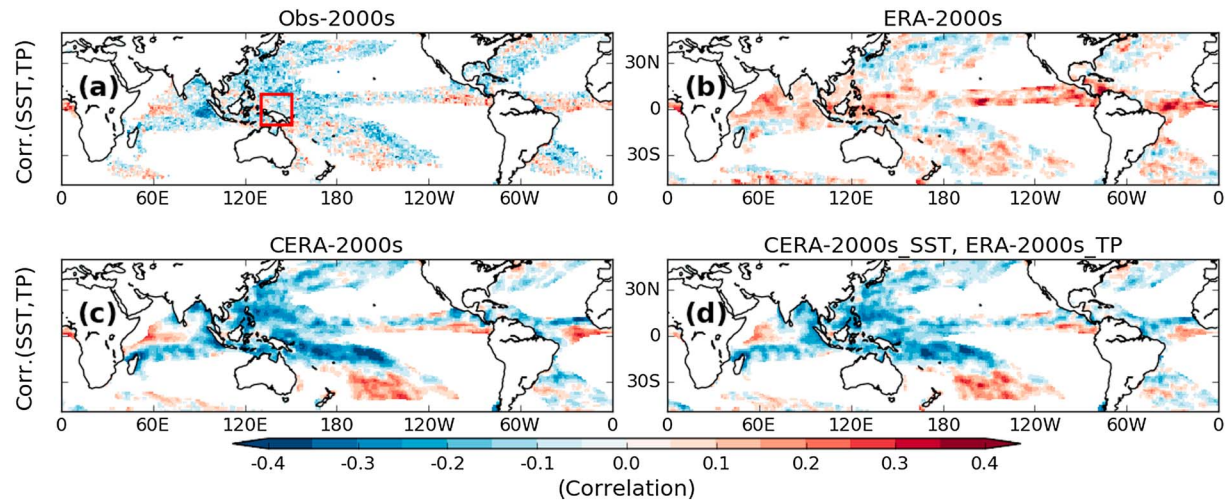 Obs-2000s
ERA-2000s
Corr.(SST,TP)
(a)
(b)
30N
0
30S
0 60E 120E 180 120W 60W 0
0 60E 120E 180 120W 60W 0
CERA-2000s
CERA-2000s_SST, ERA-2000s_TP
Corr.(SST,TP)
(c)
(d)
30N
0
30S
0 60E 120E 180 120W 60W 0
0 60E 120E 180 120W 60W 0
-0.4 -0.3 -0.2 -0.1 0.0 0.1 0.2 0.3 0.4
(Correlation)